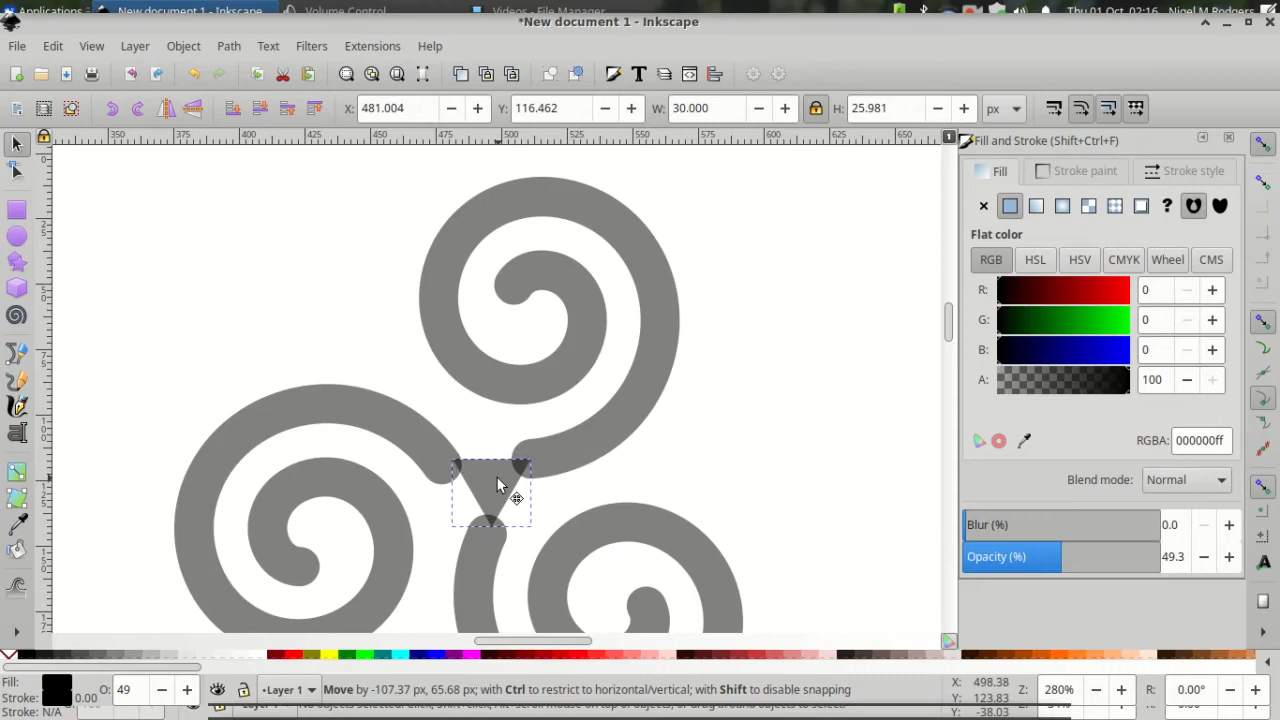 Applications New document 1 - Inkscape Volume Control Videos - File Manager Thu 01 Oct, 02:16 Nigel M Rodgers
*New document 1 - Inkscape
File Edit View Layer Object Path Text Filters Extensions Help
X: 481.004 Y: 116.462 W: 30.000 H: 25.981 px
350 375 400 425 450 475 500 525 550 575 600 625 650
Fill and Stroke (Shift+Ctrl+F)
Fill Stroke paint Stroke style
Flat color
RGB HSL HSV CMYK Wheel CMS
R: 0
G: 0
B: 0
A: 100
RGBA: 000000ff
Blend mode: Normal
Blur (%) 0.0
Opacity (%) 49.3
Fill: O: 49 Layer 1 Move by -107.37 px, 65.68 px; with Ctrl to restrict to horizontal/vertical; with Shift to disable snapping X: 498.38 Z: 280% R: 0.00°
Stroke: 0.00 Y: 123.83